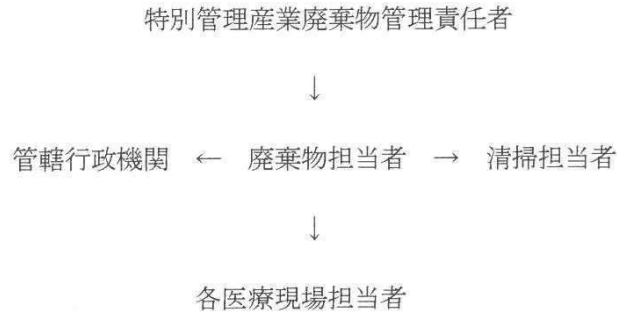 特別管理産業廃棄物管理責任者
↓
管轄行政機関 ← 廃棄物担当者 → 清掃担当者
↓
各医療現場担当者